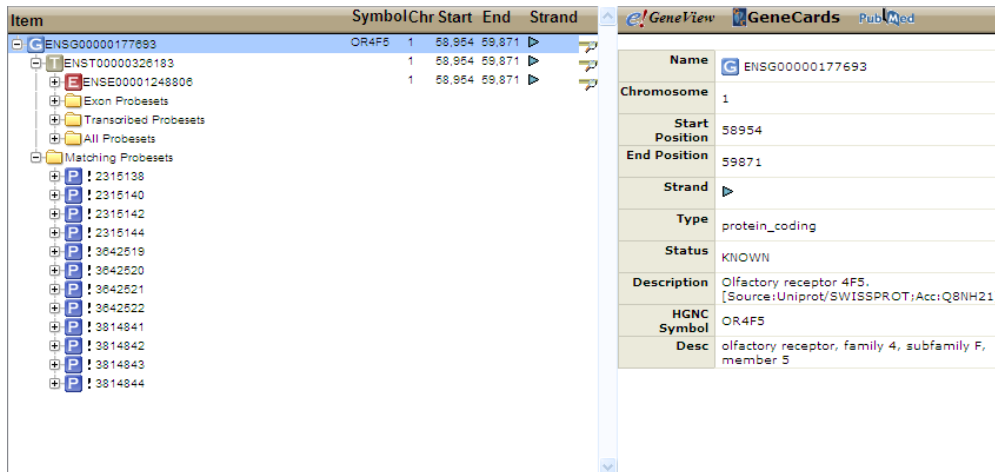 Item Symbol Chr Start End Strand
G ENSG00000177693 OR4F5 1 58,954 59,871
T ENST00000326183 1 58,954 59,871
E ENSE00001248806 1 58,954 59,871
Exon Probesets
Transcribed Probesets
All Probesets
Matching Probesets
P ! 2315138
P ! 2315140
P ! 2315142
P ! 2315144
P ! 3642519
P ! 3642520
P ! 3642521
P ! 3642522
P ! 3814841
P ! 3814842
P ! 3814843
P ! 3814844
e! GeneView GeneCards PubMed
Name G ENSG00000177693
Chromosome 1
Start Position 58954
End Position 59871
Strand
Type protein_coding
Status KNOWN
Description Olfactory receptor 4F5.
[Source:Uniprot/SWISSPROT;Acc:Q8NH21
HGNC Symbol OR4F5
Desc olfactory receptor, family 4, subfamily F,
member 5